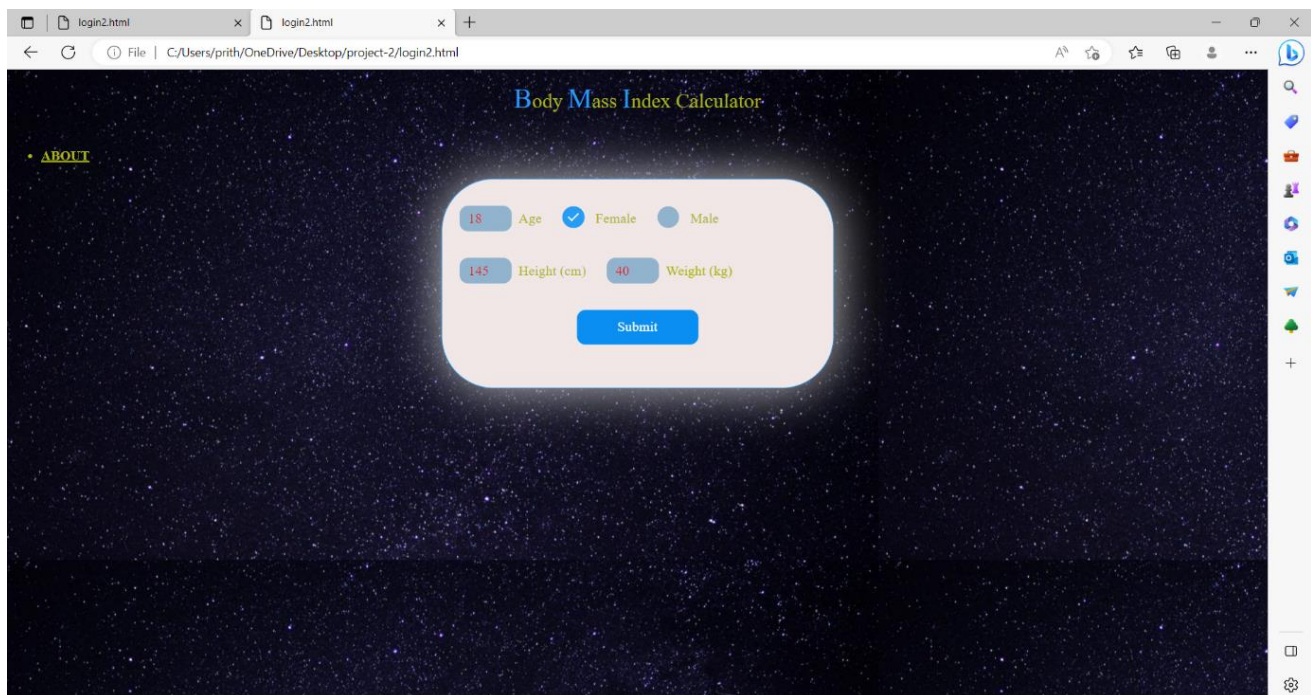 login2.html login2.html
File C:/Users/prith/OneDrive/Desktop/project-2/login2.html
Body Mass Index Calculator
• ABOUT
18 Age Female Male
145 Height (cm) 40 Weight (kg)
Submit